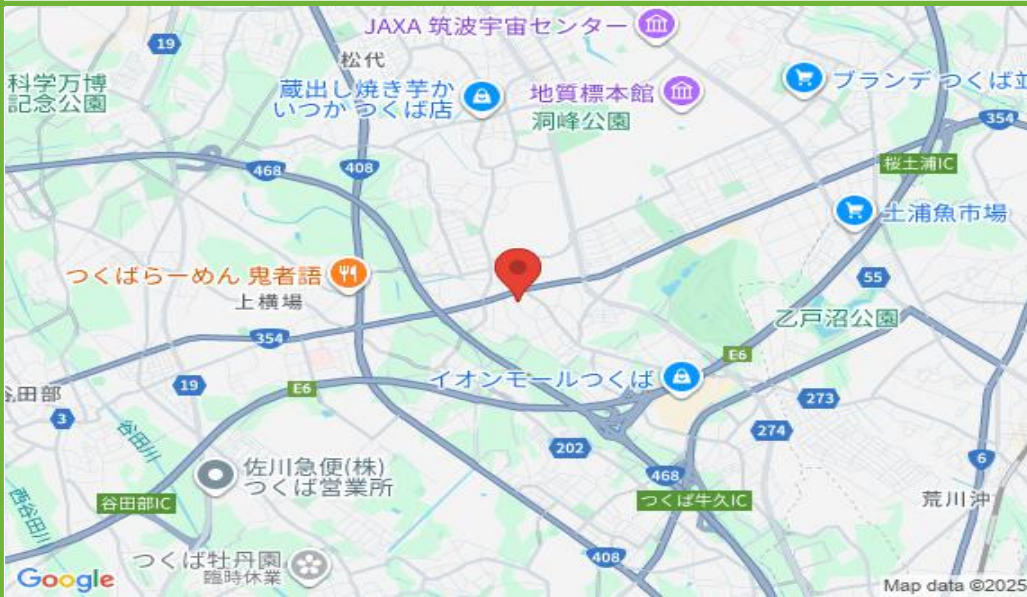 JAXA 筑波宇宙センター
19
松代
科学万博
記念公園
蔵出し焼き芋か
いつか つくば店
地質標本館
洞峰公園
ブランデ つくば並
354
468
408
桜土浦IC
土浦魚市場
つくばらーめん 鬼者語
上横場
55
乙戸沼公園
354
E6
谷田部
19
E6
イオンモールつくば
3
273
谷田川
202
274
佐川急便(株)
つくば営業所
468
6
谷田部IC
つくば牛久IC
荒川沖
西谷田川
つくば牡丹園
臨時休業
408
Google
Map data ©2025